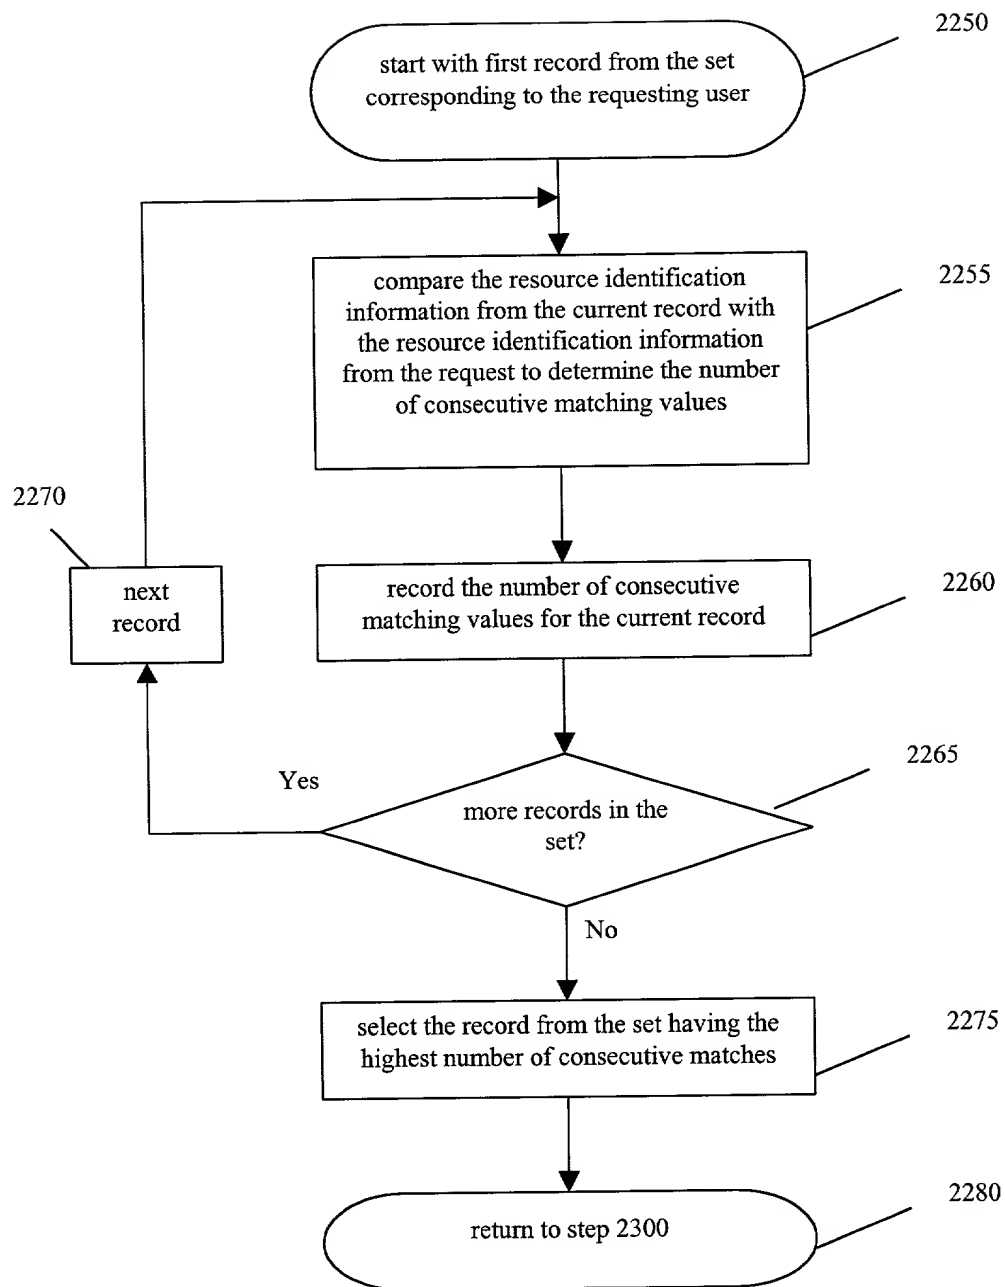 2250
start with first record from the set
corresponding to the requesting user
2255
compare the resource identification
information from the current record with
the resource identification information
from the request to determine the number
of consecutive matching values
2270
next
record
2260
record the number of consecutive
matching values for the current record
2265
Yes
more records in the
set?
No
2275
select the record from the set having the
highest number of consecutive matches
2280
return to step 2300